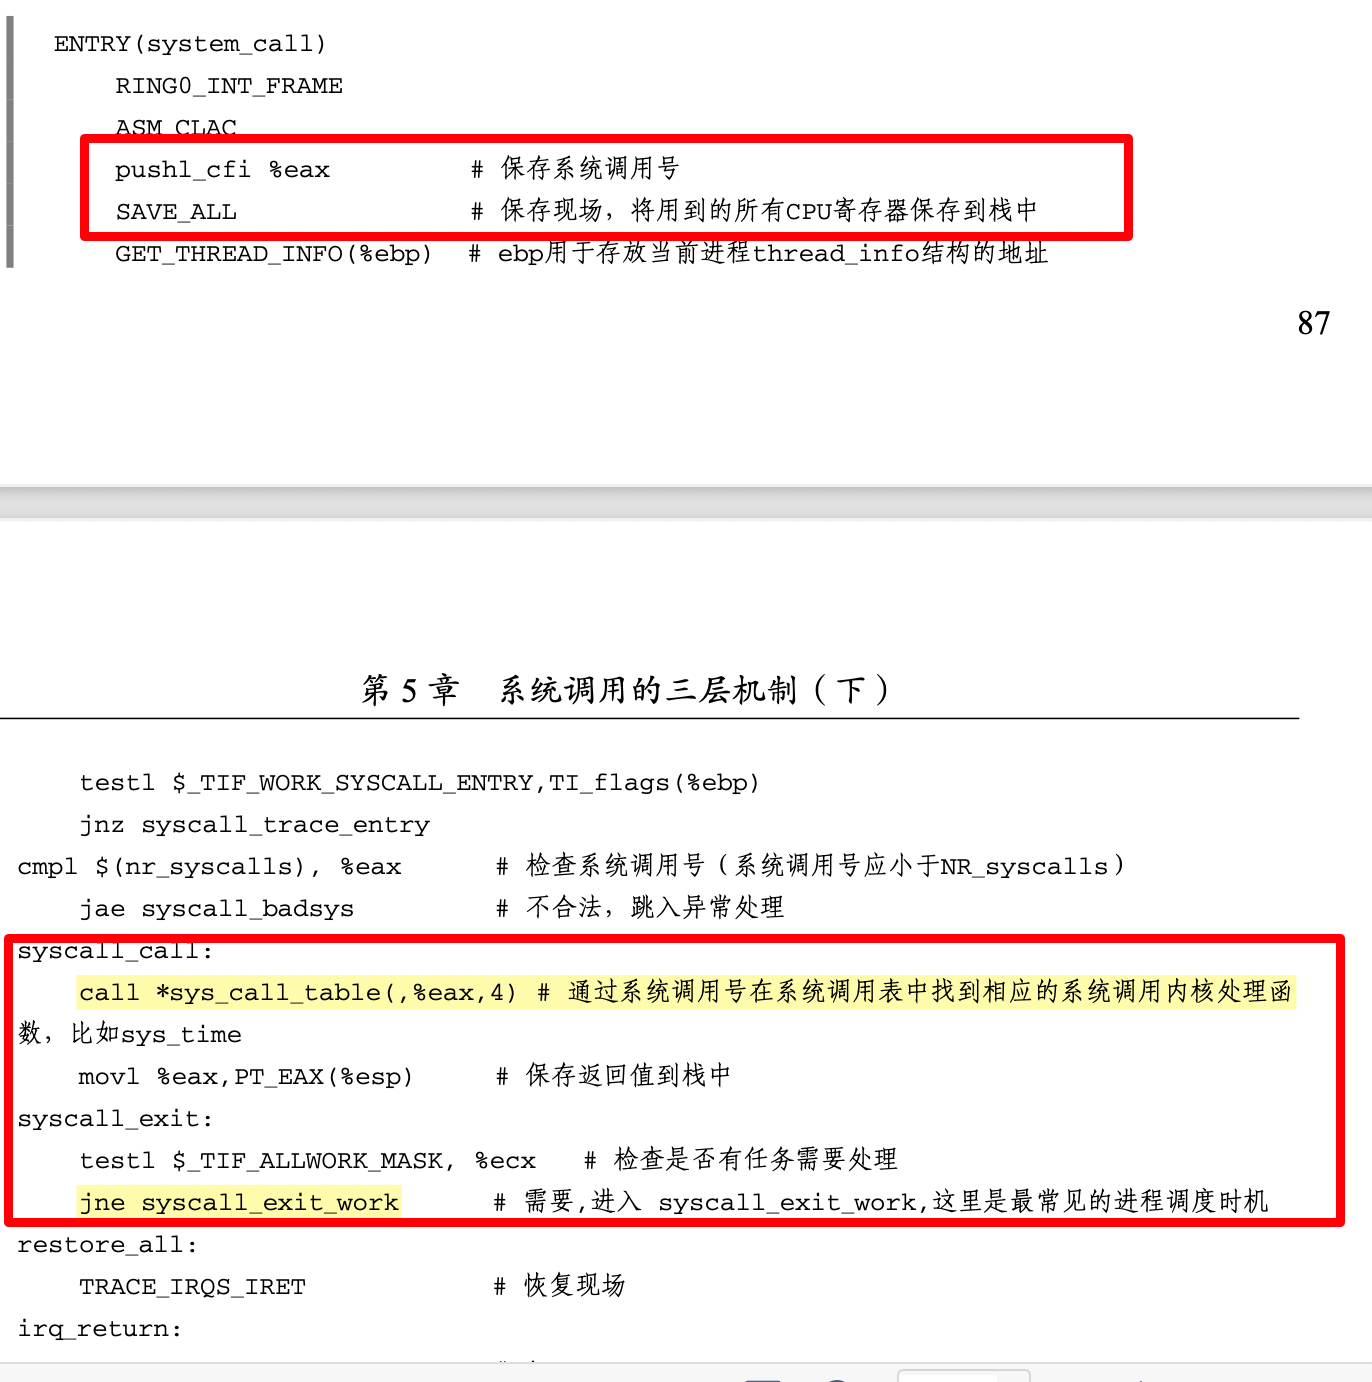 ENTRY(system_call)
RING0_INT_FRAME
ASM_CLAC
pushl_cfi %eax # 保存系统调用号
SAVE_ALL # 保存现场，将用到的所有CPU寄存器保存到栈中
GET_THREAD_INFO(%ebp) # ebp用于存放当前进程thread_info结构的地址
87
第 5 章 系统调用的三层机制（下）
testl $_TIF_WORK_SYSCALL_ENTRY,TI_flags(%ebp)
jnz syscall_trace_entry
cmpl $(nr_syscalls), %eax # 检查系统调用号（系统调用号应小于NR_syscalls）
jae syscall_badsys # 不合法，跳入异常处理
syscall_call:
call *sys_call_table(,%eax,4) # 通过系统调用号在系统调用表中找到相应的系统调用内核处理函
数，比如sys_time
movl %eax,PT_EAX(%esp) # 保存返回值到栈中
syscall_exit:
testl $_TIF_ALLWORK_MASK, %ecx # 检查是否有任务需要处理
jne syscall_exit_work # 需要,进入 syscall_exit_work,这里是最常见的进程调度时机
restore_all:
TRACE_IRQS_IRET # 恢复现场
irq_return: